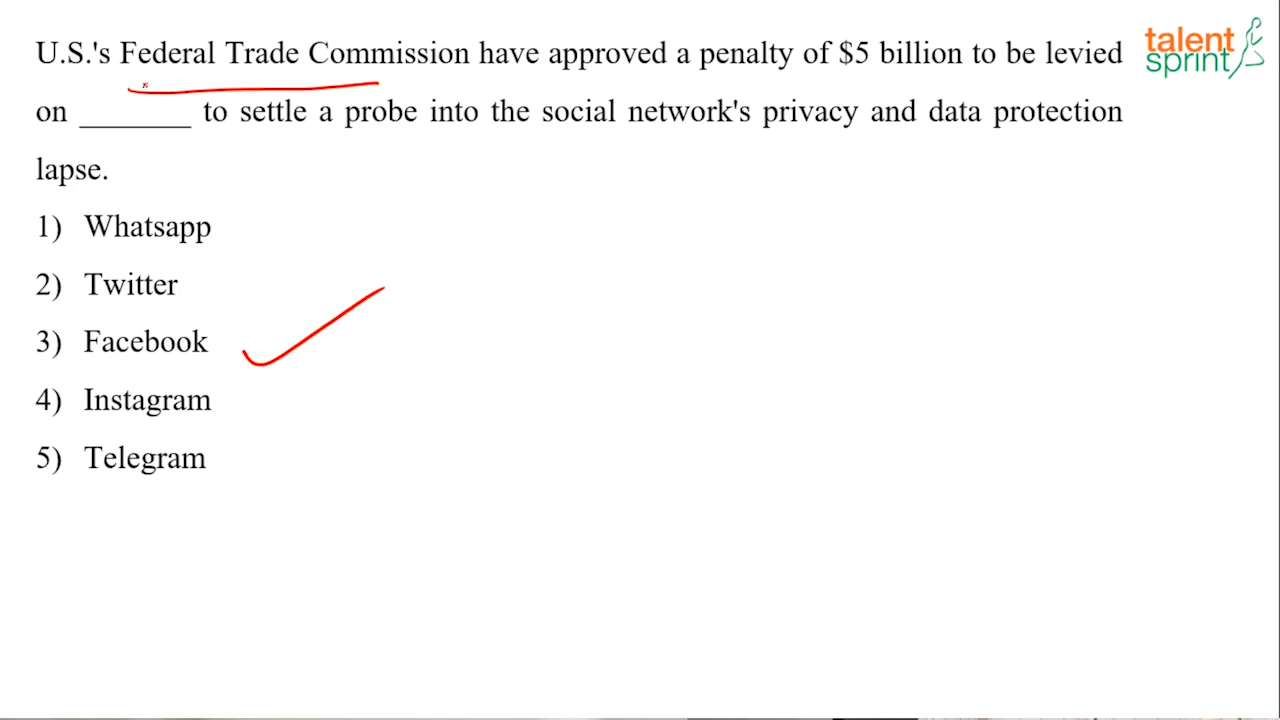 U.S.'s Federal Trade Commission have approved a penalty of $5 billion to be levied
on _______ to settle a probe into the social network's privacy and data protection
lapse.
1) Whatsapp
2) Twitter
3) Facebook
4) Instagram
5) Telegram
talent
sprint